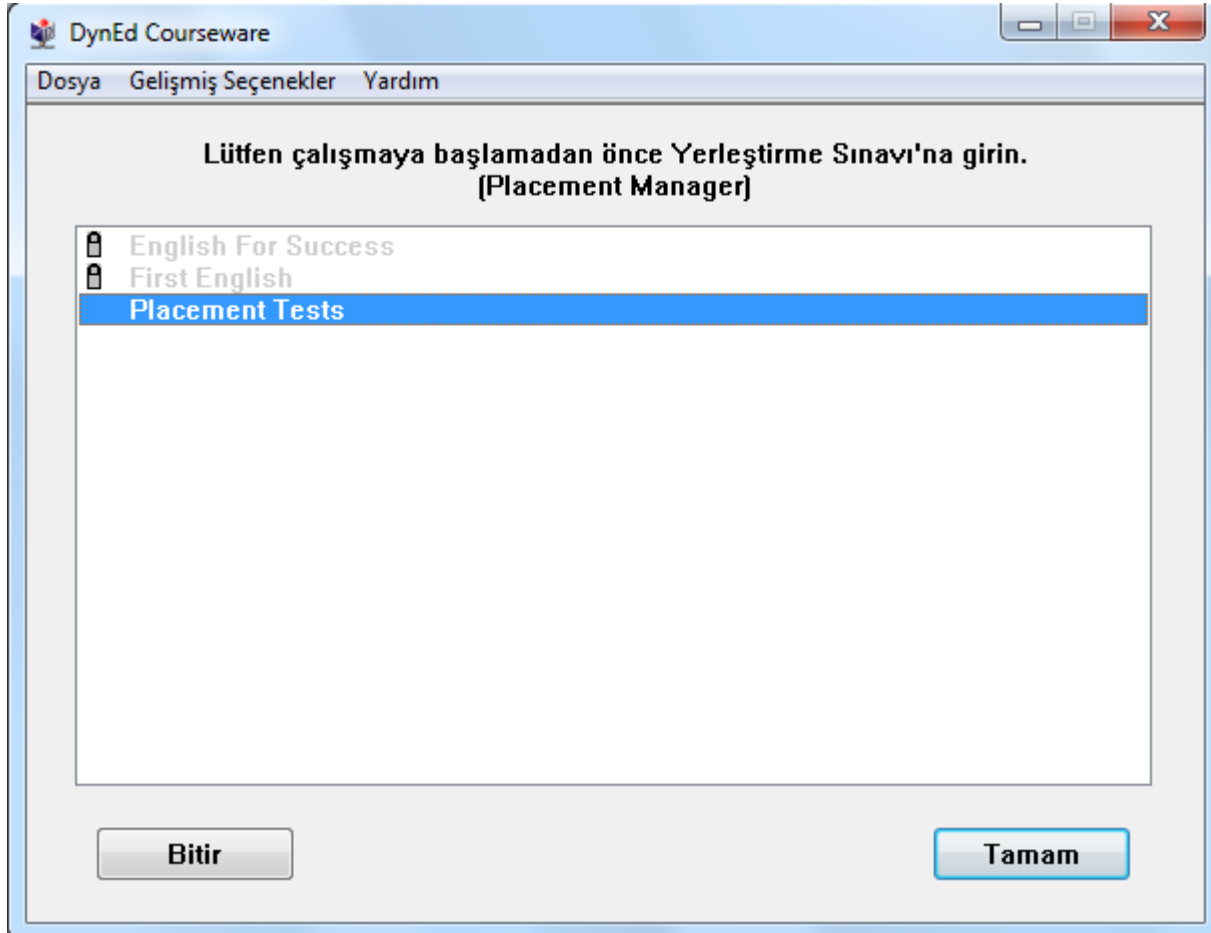 DynEd Courseware
Dosya Gelişmiş Seçenekler Yardım
Lütfen çalışmaya başlamadan önce Yerleştirme Sınavı'na girin.
(Placement Manager)
English For Success
First English
Placement Tests
Bitir Tamam